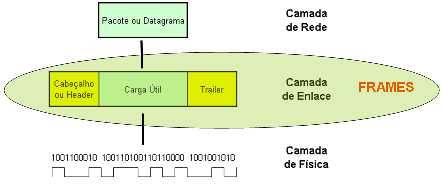 Pacote ou Datagrama
Camada
de Rede
Cabeçalho
ou Header
Carga Útil
Trailer
Camada
de Enlace
FRAMES
1001100010 1001101001101110000 1001001010
Camada
de Física